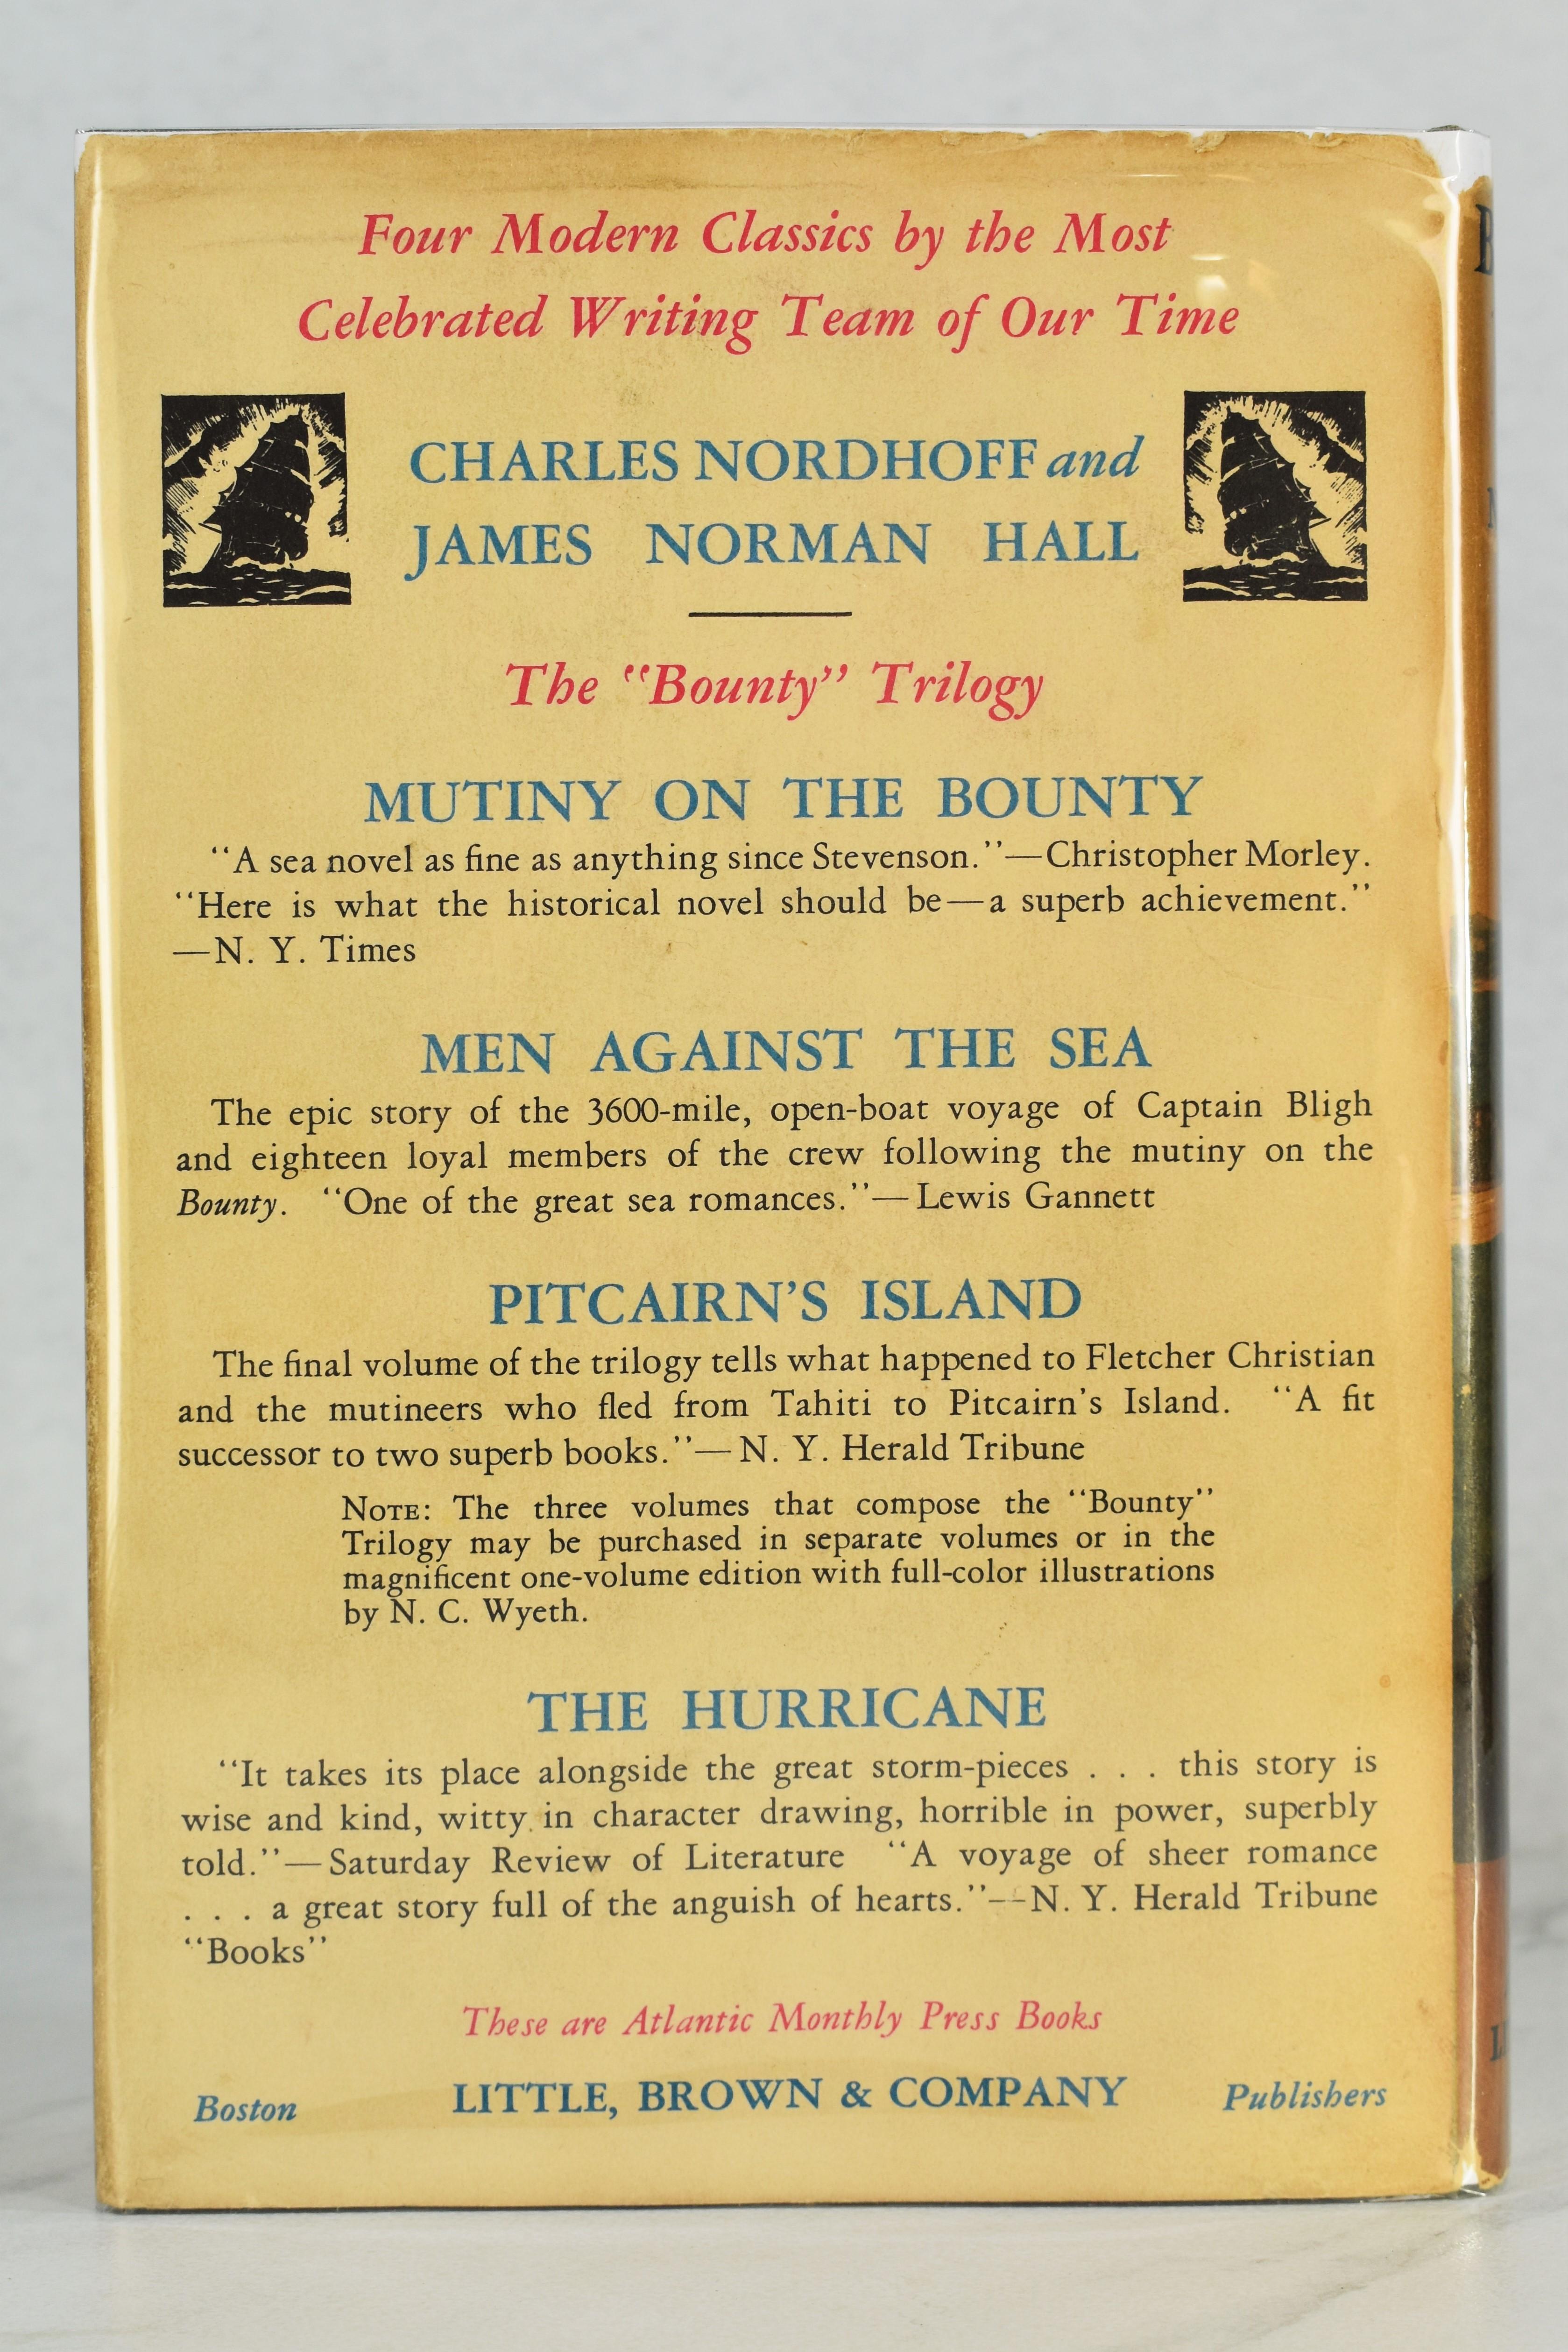 Four Modern Classics by the Most
Celebrated Writing Team of Our Time
CHARLES NORDHOFF and
JAMES NORMAN HALL
The "Bounty" Trilogy
MUTINY ON THE BOUNTY
"A sea novel as fine as anything since Stevenson."—Christopher Morley.
"Here is what the historical novel should be—a superb achievement."
—N. Y. Times
MEN AGAINST THE SEA
The epic story of the 3600-mile, open-boat voyage of Captain Bligh
and eighteen loyal members of the crew following the mutiny on the
Bounty. "One of the great sea romances."—Lewis Gannett
PITCAIRN'S ISLAND
The final volume of the trilogy tells what happened to Fletcher Christian
and the mutineers who fled from Tahiti to Pitcairn's Island. "A fit
successor to two superb books."—N. Y. Herald Tribune
NOTE: The three volumes that compose the "Bounty"
Trilogy may be purchased in separate volumes or in the
magnificent one-volume edition with full-color illustrations
by N. C. Wyeth.
THE HURRICANE
"It takes its place alongside the great storm-pieces . . . this story is
wise and kind, witty in character drawing, horrible in power, superbly
told."—Saturday Review of Literature "A voyage of sheer romance
. . . a great story full of the anguish of hearts."—N. Y. Herald Tribune
"Books"
These are Atlantic Monthly Press Books
Boston LITTLE, BROWN & COMPANY Publishers